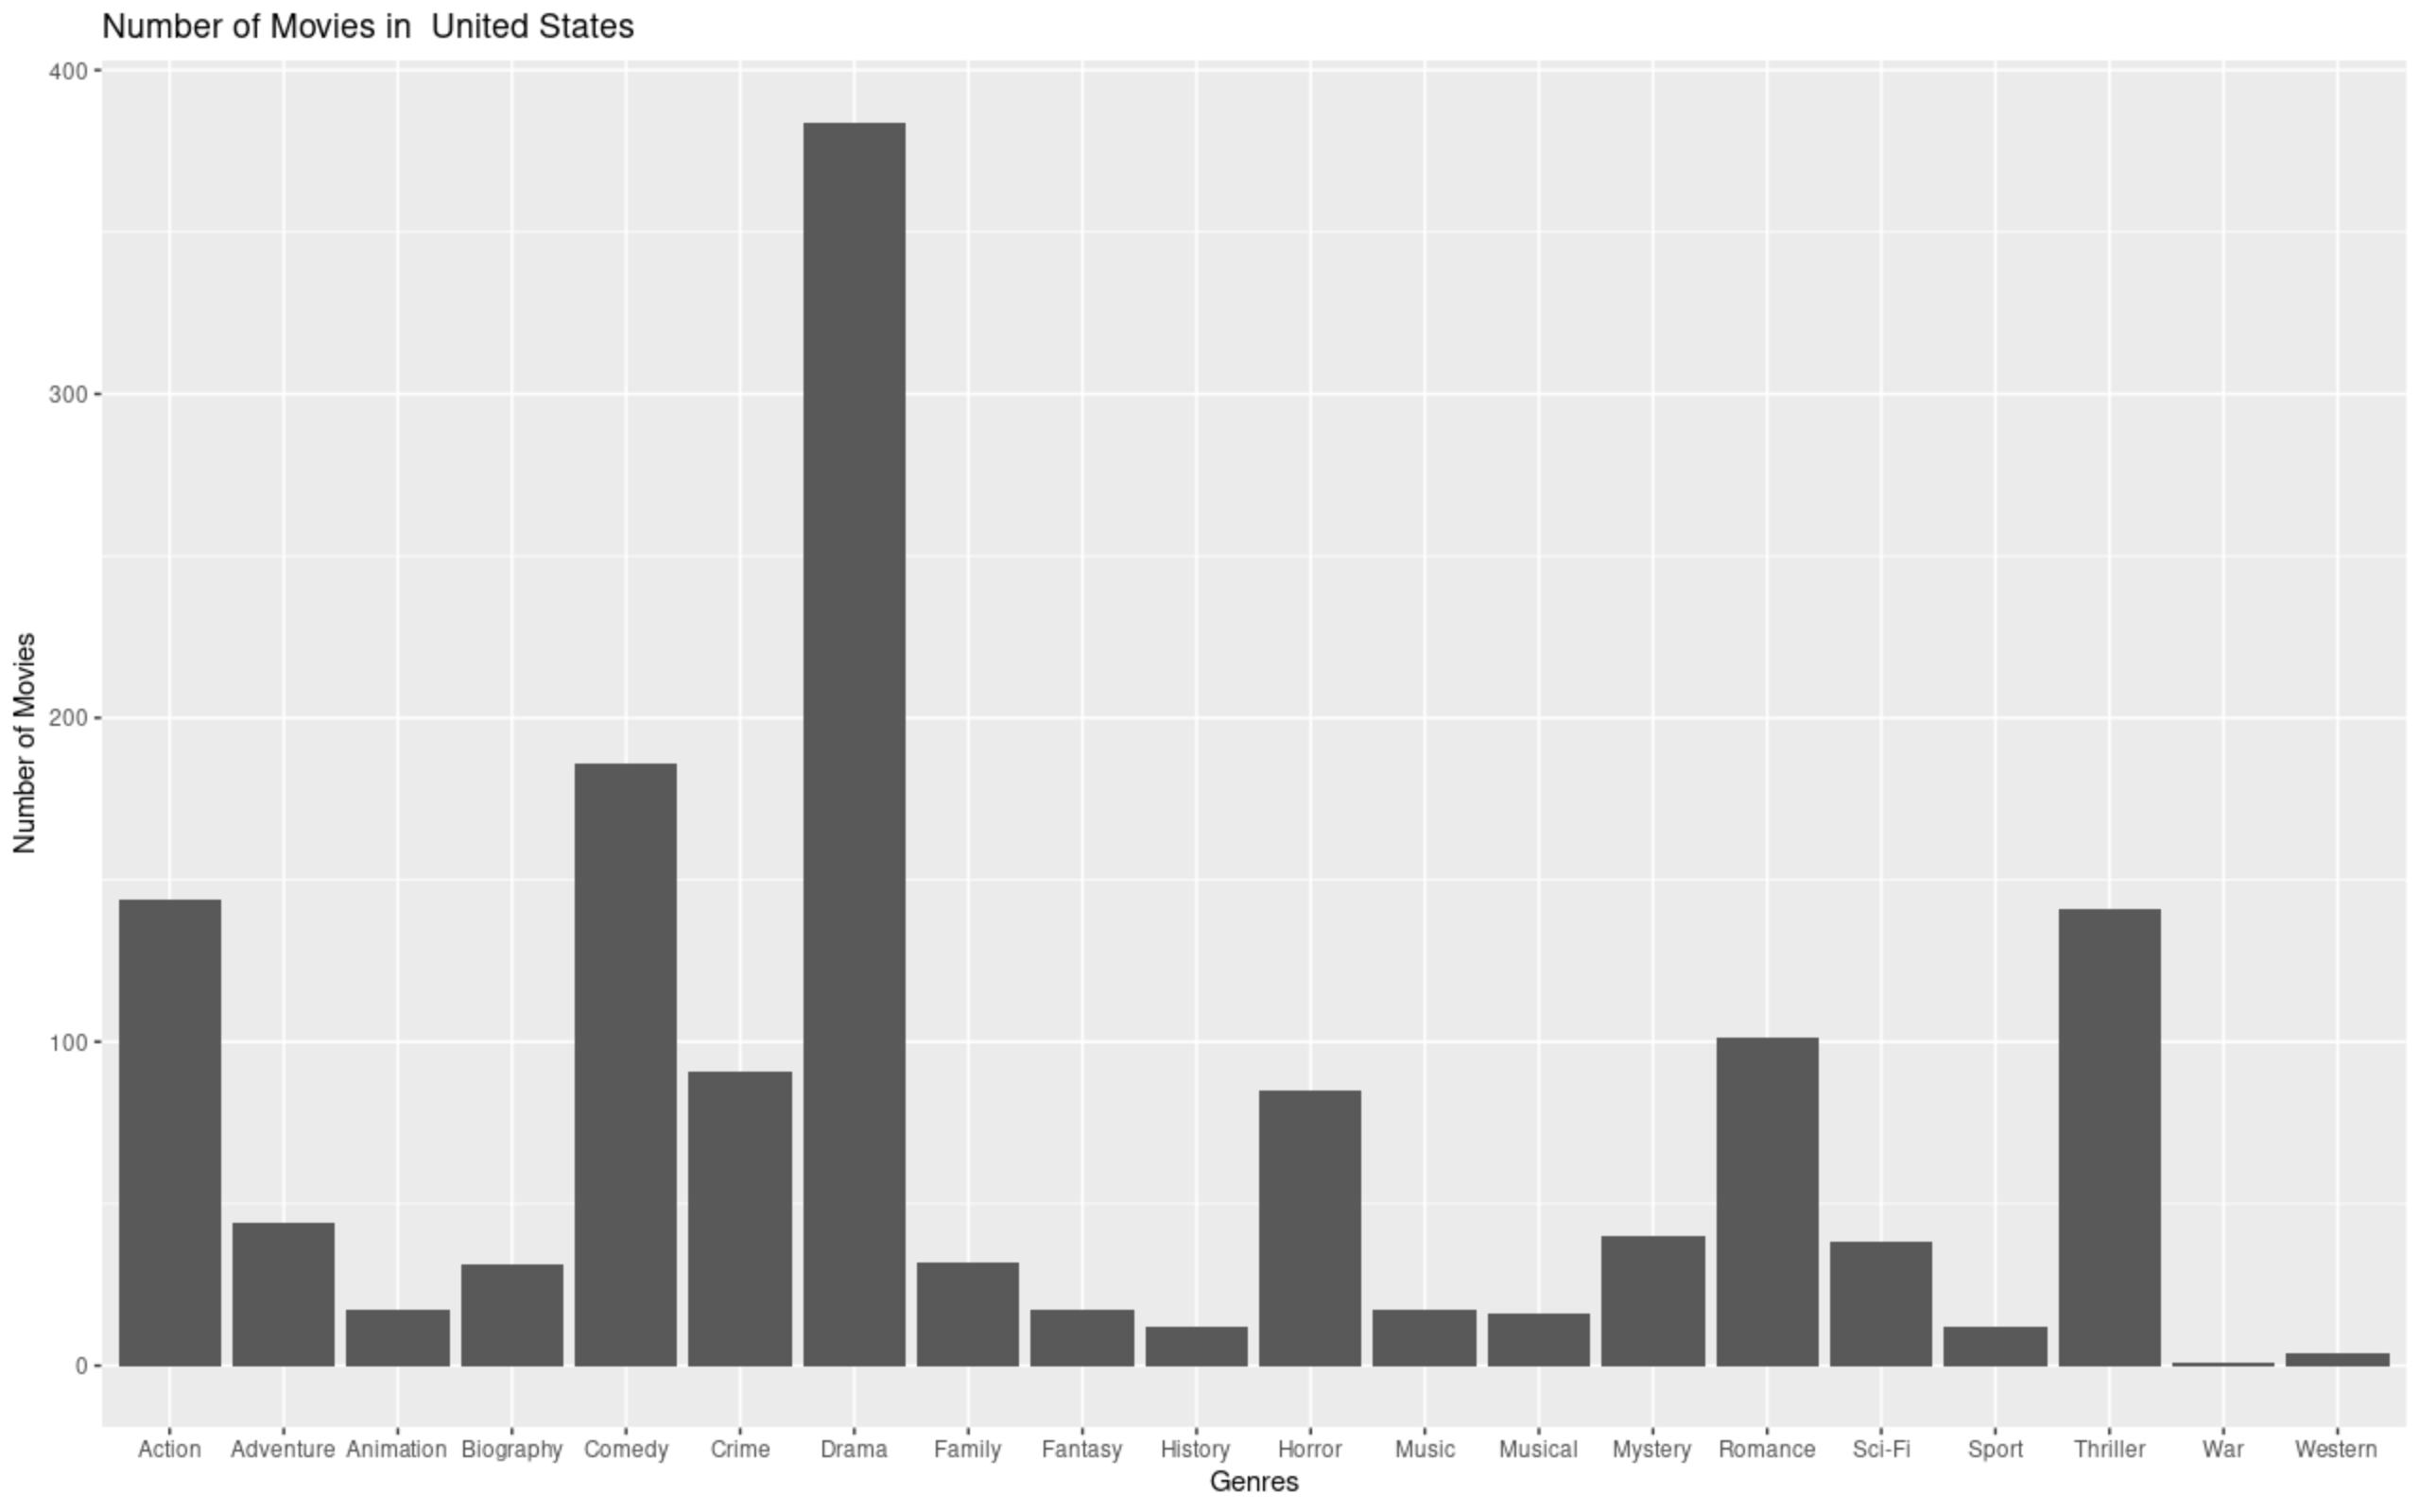 Number of Movies in  United States
400
300
200
100
0
Number of Movies
Action Adventure Animation Biography Comedy Crime Drama Family Fantasy History Horror Music Musical Mystery Romance Sci-Fi Sport Thriller War Western
Genres